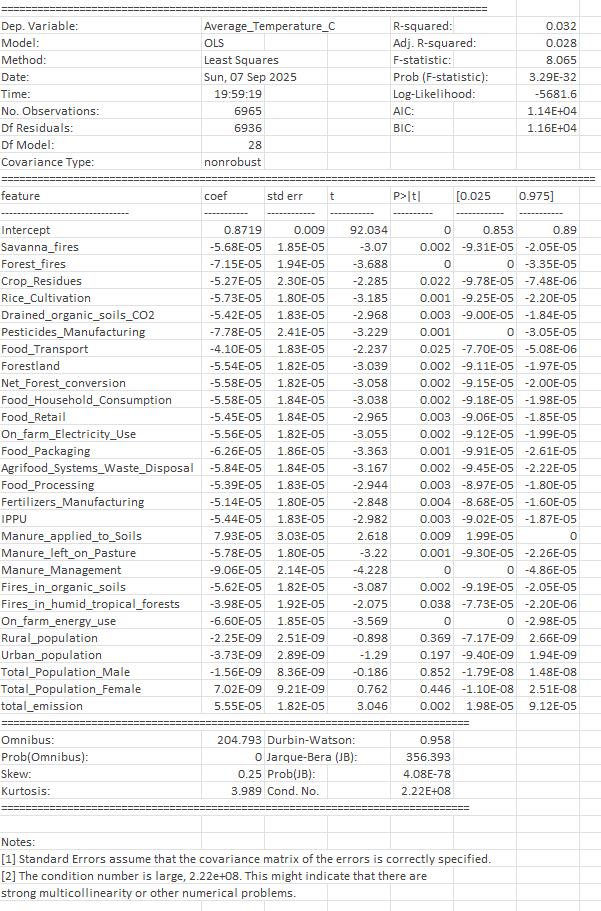 ==============================================================================
Dep. Variable: Average_Temperature_C R-squared: 0.032
Model: OLS Adj. R-squared: 0.028
Method: Least Squares F-statistic: 8.065
Date: Sun, 07 Sep 2025 Prob (F-statistic): 3.29E-32
Time: 19:59:19 Log-Likelihood: -5681.6
No. Observations: 6965 AIC: 1.14E+04
Df Residuals: 6936 BIC: 1.16E+04
Df Model: 28
Covariance Type: nonrobust
==============================================================================
feature coef std err t P>|t| [0.025 0.975]
------------------------------- ----------- ----------- ----------- ---------- ----------- -----------
Intercept 0.8719 0.009 92.034 0 0.853 0.89
Savanna_fires -5.68E-05 1.85E-05 -3.07 0.002 -9.31E-05 -2.05E-05
Forest_fires -7.15E-05 1.94E-05 -3.688 0 0 -3.35E-05
Crop_Residues -5.27E-05 2.30E-05 -2.285 0.022 -9.78E-05 -7.48E-06
Rice_Cultivation -5.73E-05 1.80E-05 -3.185 0.001 -9.25E-05 -2.20E-05
Drained_organic_soils_CO2 -5.42E-05 1.83E-05 -2.968 0.003 -9.00E-05 -1.84E-05
Pesticides_Manufacturing -7.78E-05 2.41E-05 -3.229 0.001 0 -3.05E-05
Food_Transport -4.10E-05 1.83E-05 -2.237 0.025 -7.70E-05 -5.08E-06
Forestland -5.54E-05 1.82E-05 -3.039 0.002 -9.11E-05 -1.97E-05
Net_Forest_conversion -5.58E-05 1.82E-05 -3.058 0.002 -9.15E-05 -2.00E-05
Food_Household_Consumption -5.58E-05 1.84E-05 -3.038 0.002 -9.18E-05 -1.98E-05
Food_Retail -5.45E-05 1.84E-05 -2.965 0.003 -9.06E-05 -1.85E-05
On_farm_Electricity_Use -5.56E-05 1.82E-05 -3.055 0.002 -9.12E-05 -1.99E-05
Food_Packaging -6.26E-05 1.86E-05 -3.363 0.001 -9.91E-05 -2.61E-05
Agrifood_Systems_Waste_Disposal -5.84E-05 1.84E-05 -3.167 0.002 -9.45E-05 -2.22E-05
Food_Processing -5.39E-05 1.83E-05 -2.944 0.003 -8.97E-05 -1.80E-05
Fertilizers_Manufacturing -5.14E-05 1.80E-05 -2.848 0.004 -8.68E-05 -1.60E-05
IPPU -5.44E-05 1.83E-05 -2.982 0.003 -9.02E-05 -1.87E-05
Manure_applied_to_Soils 7.93E-05 3.03E-05 2.618 0.009 1.99E-05 0
Manure_left_on_Pasture -5.78E-05 1.80E-05 -3.22 0.001 -9.30E-05 -2.26E-05
Manure_Management -9.06E-05 2.14E-05 -4.228 0 0 -4.86E-05
Fires_in_organic_soils -5.62E-05 1.82E-05 -3.087 0.002 -9.19E-05 -2.05E-05
Fires_in_humid_tropical_forests -3.98E-05 1.92E-05 -2.075 0.038 -7.73E-05 -2.20E-06
On_farm_energy_use -6.60E-05 1.85E-05 -3.569 0 0 -2.98E-05
Rural_population -2.25E-09 2.51E-09 -0.898 0.369 -7.17E-09 2.66E-09
Urban_population -3.73E-09 2.89E-09 -1.29 0.197 -9.40E-09 1.94E-09
Total_Population_Male -1.56E-09 8.36E-09 -0.186 0.852 -1.79E-08 1.48E-08
Total_Population_Female 7.02E-09 9.21E-09 0.762 0.446 -1.10E-08 2.51E-08
total_emission 5.55E-05 1.82E-05 3.046 0.002 1.98E-05 9.12E-05
==============================================================================
Omnibus: 204.793 Durbin-Watson: 0.958
Prob(Omnibus): 0 Jarque-Bera (JB): 356.393
Skew: 0.25 Prob(JB): 4.08E-78
Kurtosis: 3.989 Cond. No. 2.22E+08
==============================================================================
Notes:
[1] Standard Errors assume that the covariance matrix of the errors is correctly specified.
[2] The condition number is large, 2.22e+08. This might indicate that there are
strong multicollinearity or other numerical problems.